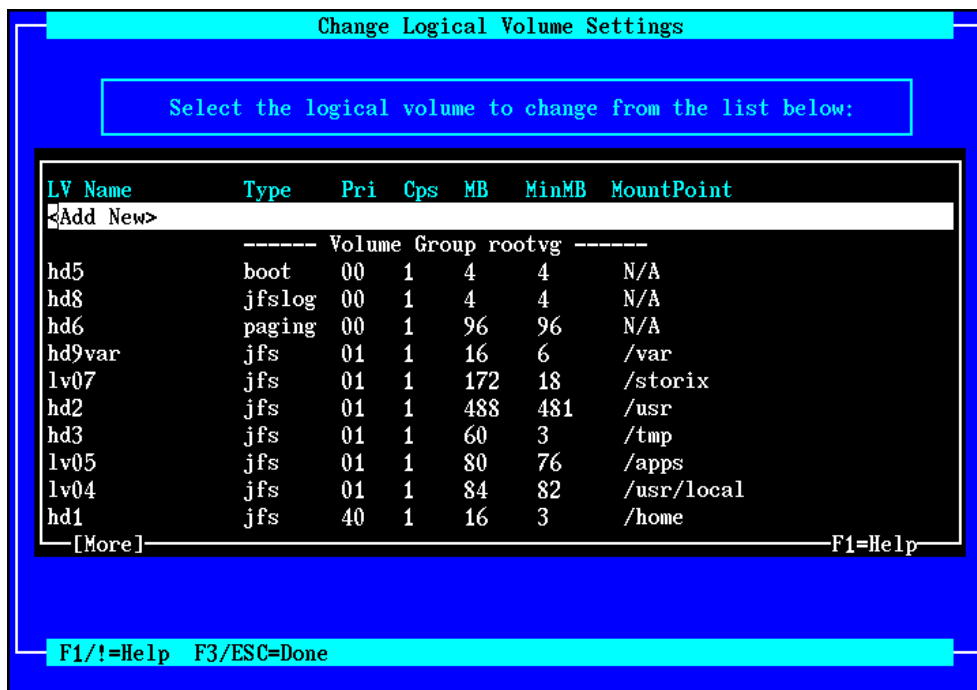 Change Logical Volume Settings
Select the logical volume to change from the list below:
LV Name Type Pri Cps MB MinMB MountPoint
<Add New>
------ Volume Group rootvg ------
hd5 boot 00 1 4 4 N/A
hd8 jfslog 00 1 4 4 N/A
hd6 paging 00 1 96 96 N/A
hd9var jfs 01 1 16 6 /var
lv07 jfs 01 1 172 18 /storix
hd2 jfs 01 1 488 481 /usr
hd3 jfs 01 1 60 3 /tmp
lv05 jfs 01 1 80 76 /apps
lv04 jfs 01 1 84 82 /usr/local
hd1 jfs 40 1 16 3 /home
[More] F1=Help
F1/!=Help F3/ESC=Done